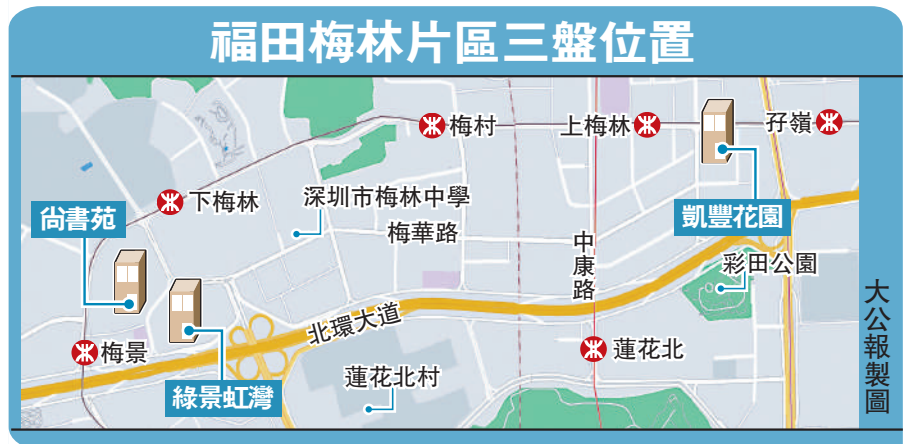 福田梅林片區三盤位置
梅村
上梅林
孖嶺
下梅林
深圳市梅林中學
尚書苑
凱豐花園
梅華路
中康路
彩田公園
北環大道
大公報製圖
梅景
蓮花北
蓮花北村
綠景虹灣